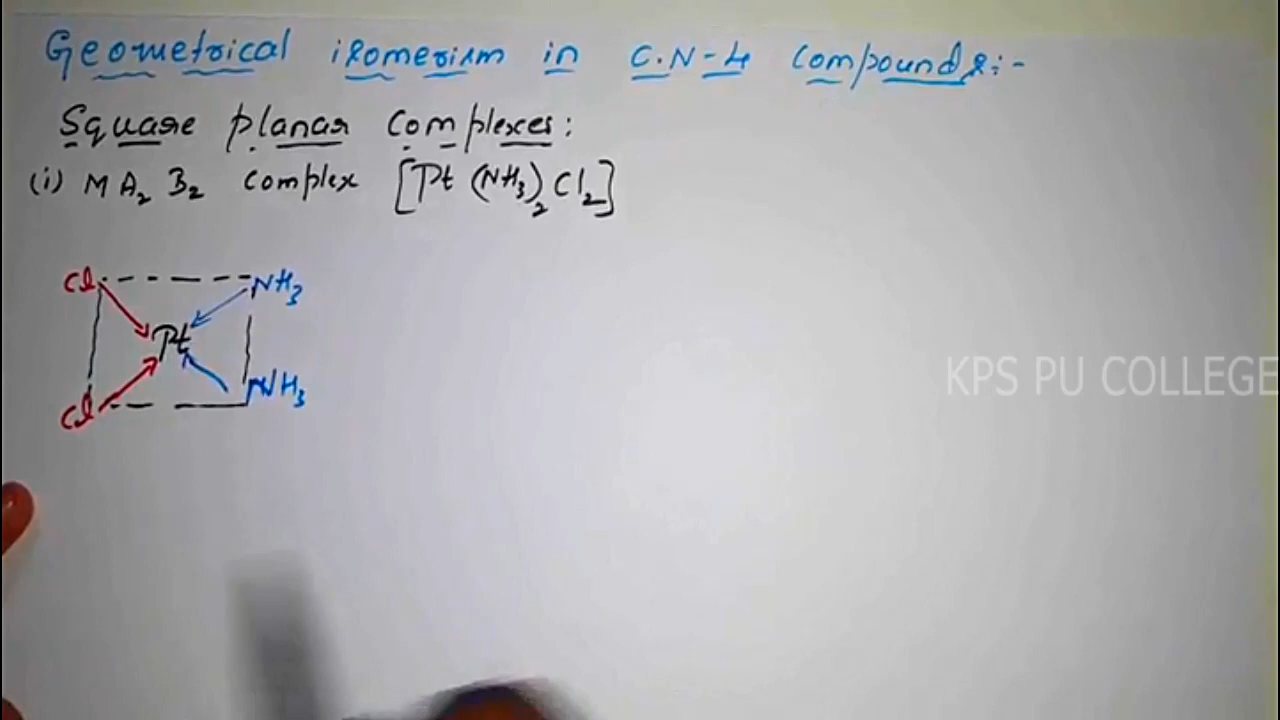 Geometrical isomerism in C.N-4 compounds:-
Square planar complexes:
(i) MA₂B₂ complex [Pt(NH₃)₂Cl₂]
Cl NH₃
Pt
KPS PU COLLEGE
Cl NH₃